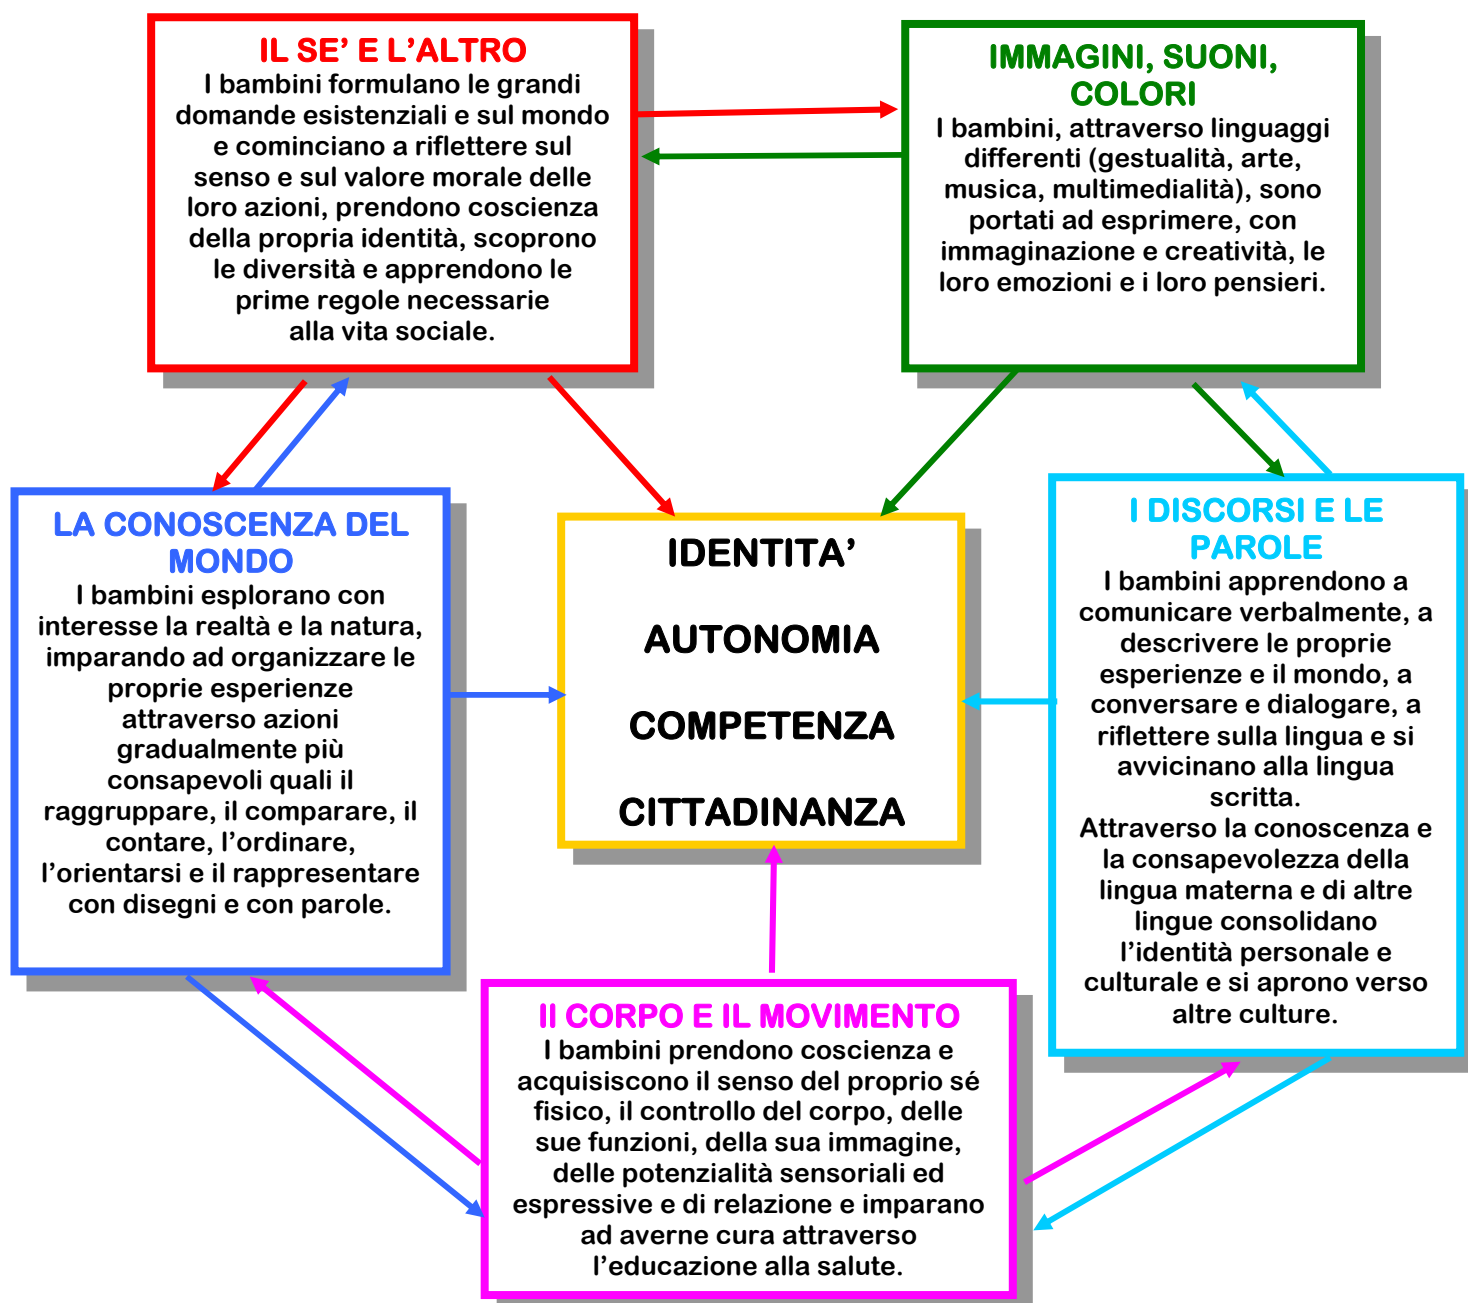 IL SE’ E L’ALTRO
I bambini formulano le grandi
domande esistenziali e sul mondo
e cominciano a riflettere sul
senso e sul valore morale delle
loro azioni, prendono coscienza
della propria identità, scoprono
le diversità e apprendono le
prime regole necessarie
alla vita sociale.
IMMAGINI, SUONI,
COLORI
I bambini, attraverso linguaggi
differenti (gestualità, arte,
musica, multimedialità), sono
portati ad esprimere, con
immaginazione e creatività, le
loro emozioni e i loro pensieri.
LA CONOSCENZA DEL
MONDO
I bambini esplorano con
interesse la realtà e la natura,
imparando ad organizzare le
proprie esperienze
attraverso azioni
gradualmente più
consapevoli quali il
raggruppare, il comparare, il
contare, l’ordinare,
l’orientarsi e il rappresentare
con disegni e con parole.
IDENTITA’
AUTONOMIA
COMPETENZA
CITTADINANZA
I DISCORSI E LE
PAROLE
I bambini apprendono a
comunicare verbalmente, a
descrivere le proprie
esperienze e il mondo, a
conversare e dialogare, a
riflettere sulla lingua e si
avvicinano alla lingua
scritta.
Attraverso la conoscenza e
la consapevolezza della
lingua materna e di altre
lingue consolidano
l’identità personale e
culturale e si aprono verso
altre culture.
Il CORPO E IL MOVIMENTO
I bambini prendono coscienza e
acquisiscono il senso del proprio sé
fisico, il controllo del corpo, delle
sue funzioni, della sua immagine,
delle potenzialità sensoriali ed
espressive e di relazione e imparano
ad averne cura attraverso
l’educazione alla salute.